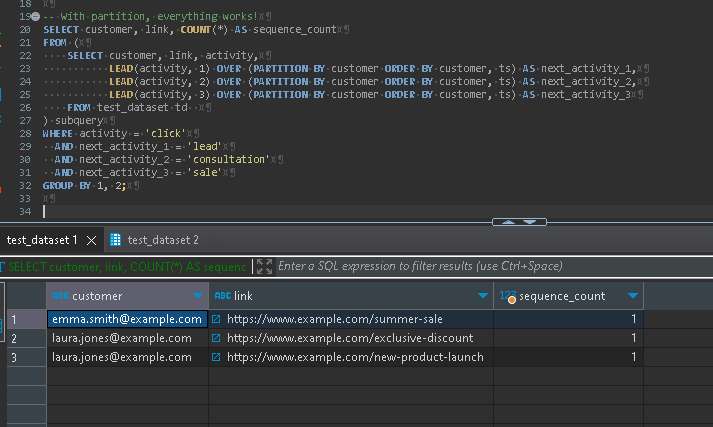 18
19 -- With partition, everything works!
20 SELECT customer, link, COUNT(*) AS sequence_count
21 FROM (
22 SELECT customer, link, activity,
23 LEAD(activity, 1) OVER (PARTITION BY customer ORDER BY customer, ts) AS next_activity_1,
24 LEAD(activity, 2) OVER (PARTITION BY customer ORDER BY customer, ts) AS next_activity_2,
25 LEAD(activity, 3) OVER (PARTITION BY customer ORDER BY customer, ts) AS next_activity_3
26 FROM test_dataset td
27 ) subquery
28 WHERE activity = 'click'
29 AND next_activity_1 = 'lead'
30 AND next_activity_2 = 'consultation'
31 AND next_activity_3 = 'sale'
32 GROUP BY 1, 2;
33
34
test_dataset 1 test_dataset 2
SELECT customer, link, COUNT(*) AS sequenc Enter a SQL expression to filter results (use Ctrl+Space)
ABC customer ABC link 123 sequence_count
1 emma.smith@example.com https://www.example.com/summer-sale 1
2 laura.jones@example.com https://www.example.com/exclusive-discount 1
3 laura.jones@example.com https://www.example.com/new-product-launch 1